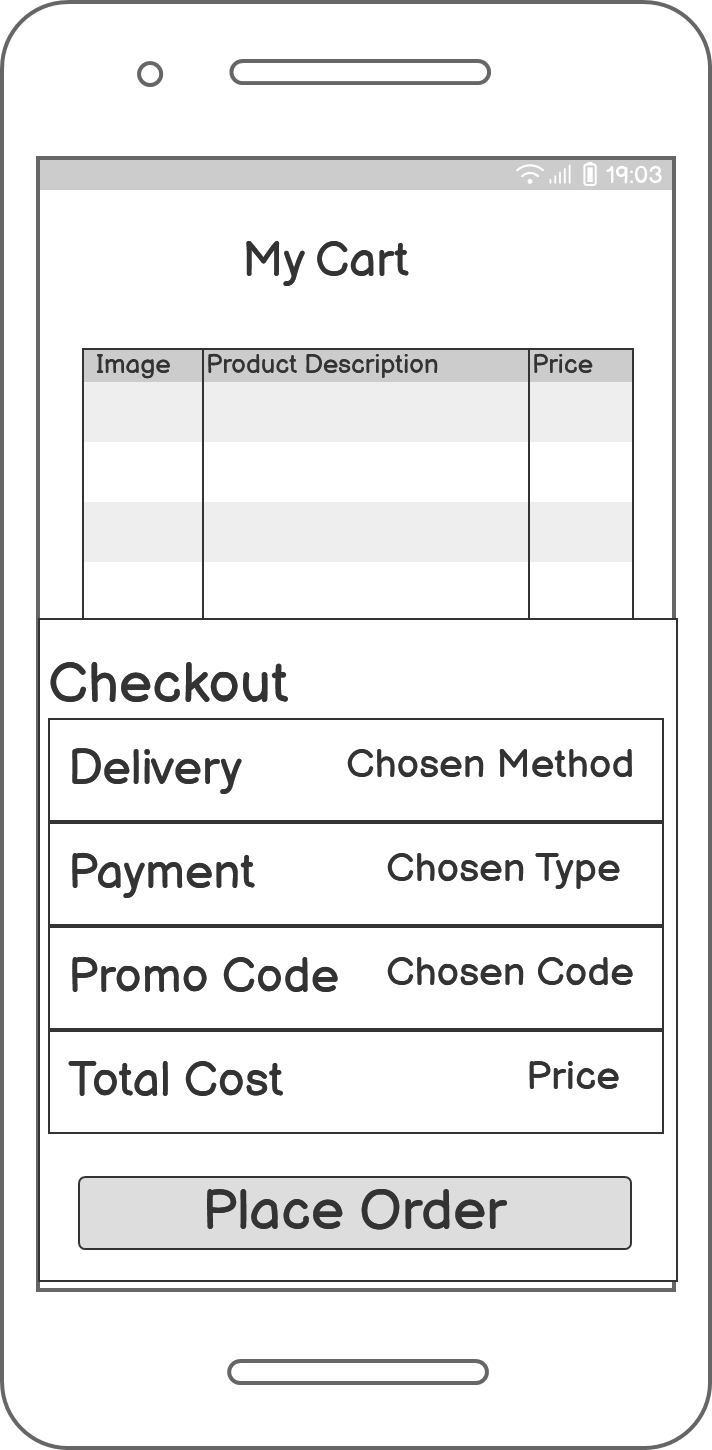 19:03
My Cart
Image Product Description Price
Checkout
Delivery Chosen Method
Payment Chosen Type
Promo Code Chosen Code
Total Cost Price
Place Order